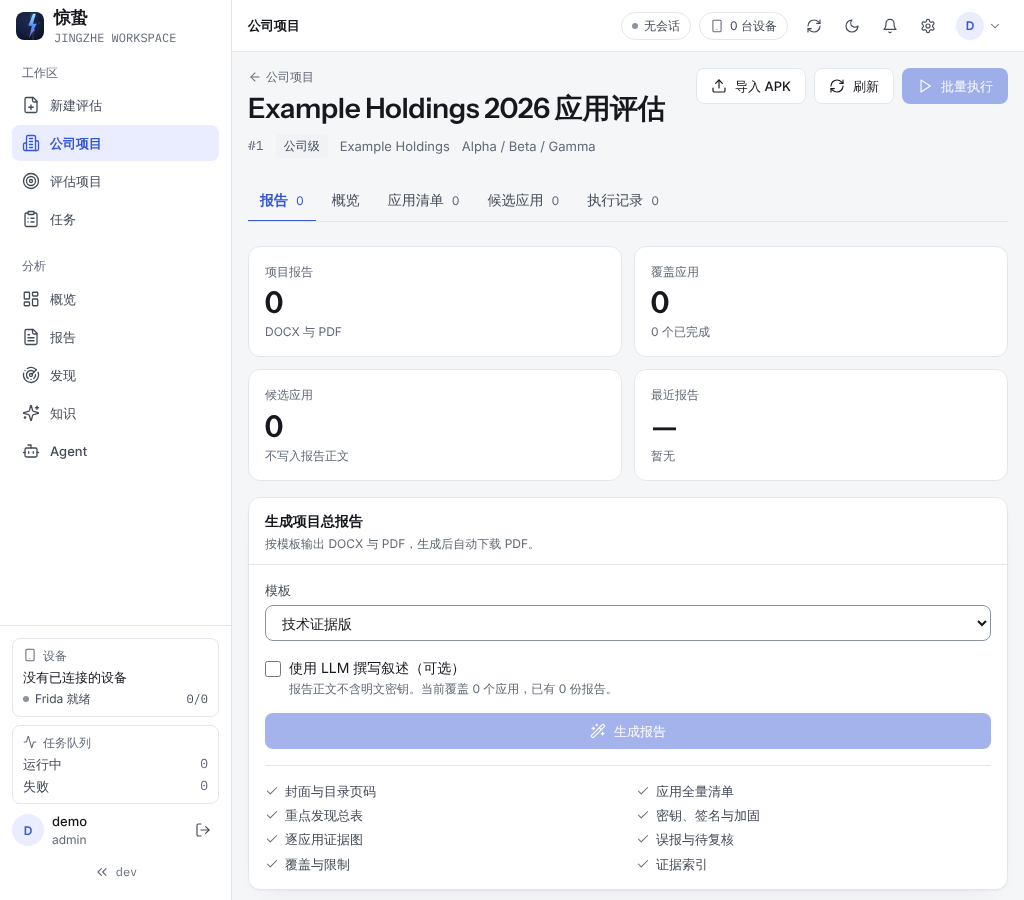 惊蛰
JINGZHE WORKSPACE
工作区
新建评估
公司项目
评估项目
任务
分析
概览
报告
发现
知识
Agent
设备
没有已连接的设备
Frida 就绪 0/0
任务队列
运行中 0
失败 0
D
demo
admin
dev
公司项目
无会话
0 台设备
D
公司项目
Example Holdings 2026 应用评估
导入 APK
刷新
批量执行
#1 公司级 Example Holdings Alpha / Beta / Gamma
报告 0 概览 应用清单 0 候选应用 0 执行记录 0
项目报告
0
DOCX 与 PDF
覆盖应用
0
0 个已完成
候选应用
0
不写入报告正文
最近报告
—
暂无
生成项目总报告
按模板输出 DOCX 与 PDF，生成后自动下载 PDF。
模板
技术证据版
使用 LLM 撰写叙述（可选）
报告正文不含明文密钥。当前覆盖 0 个应用，已有 0 份报告。
生成报告
封面与目录页码
应用全量清单
重点发现总表
密钥、签名与加固
逐应用证据图
误报与待复核
覆盖与限制
证据索引